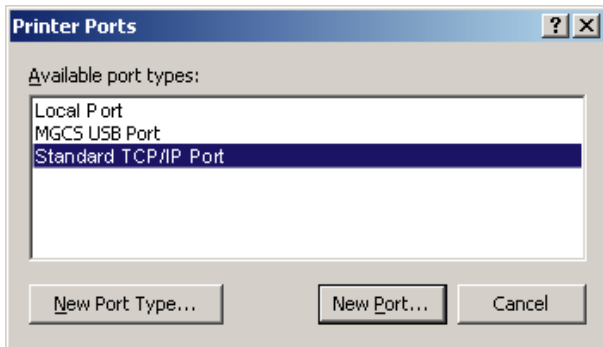 Printer Ports
Available port types:
Local Port
MGCS USB Port
Standard TCP/IP Port
New Port Type... New Port... Cancel